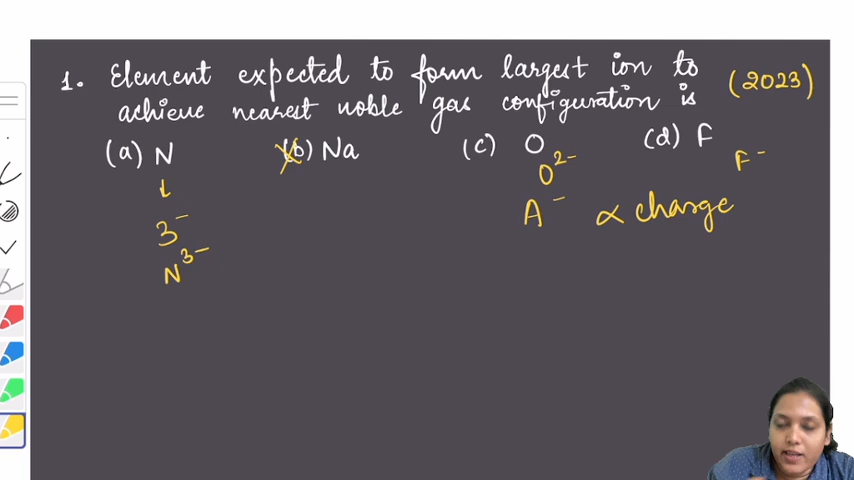 1. Element expected to form largest ion to
achieve nearest noble gas configuration is (2023)
(a) N (b) Na (c) O (d) F
↓ O²⁻ F⁻
3⁻ A⁻ ∝ charge
N³⁻